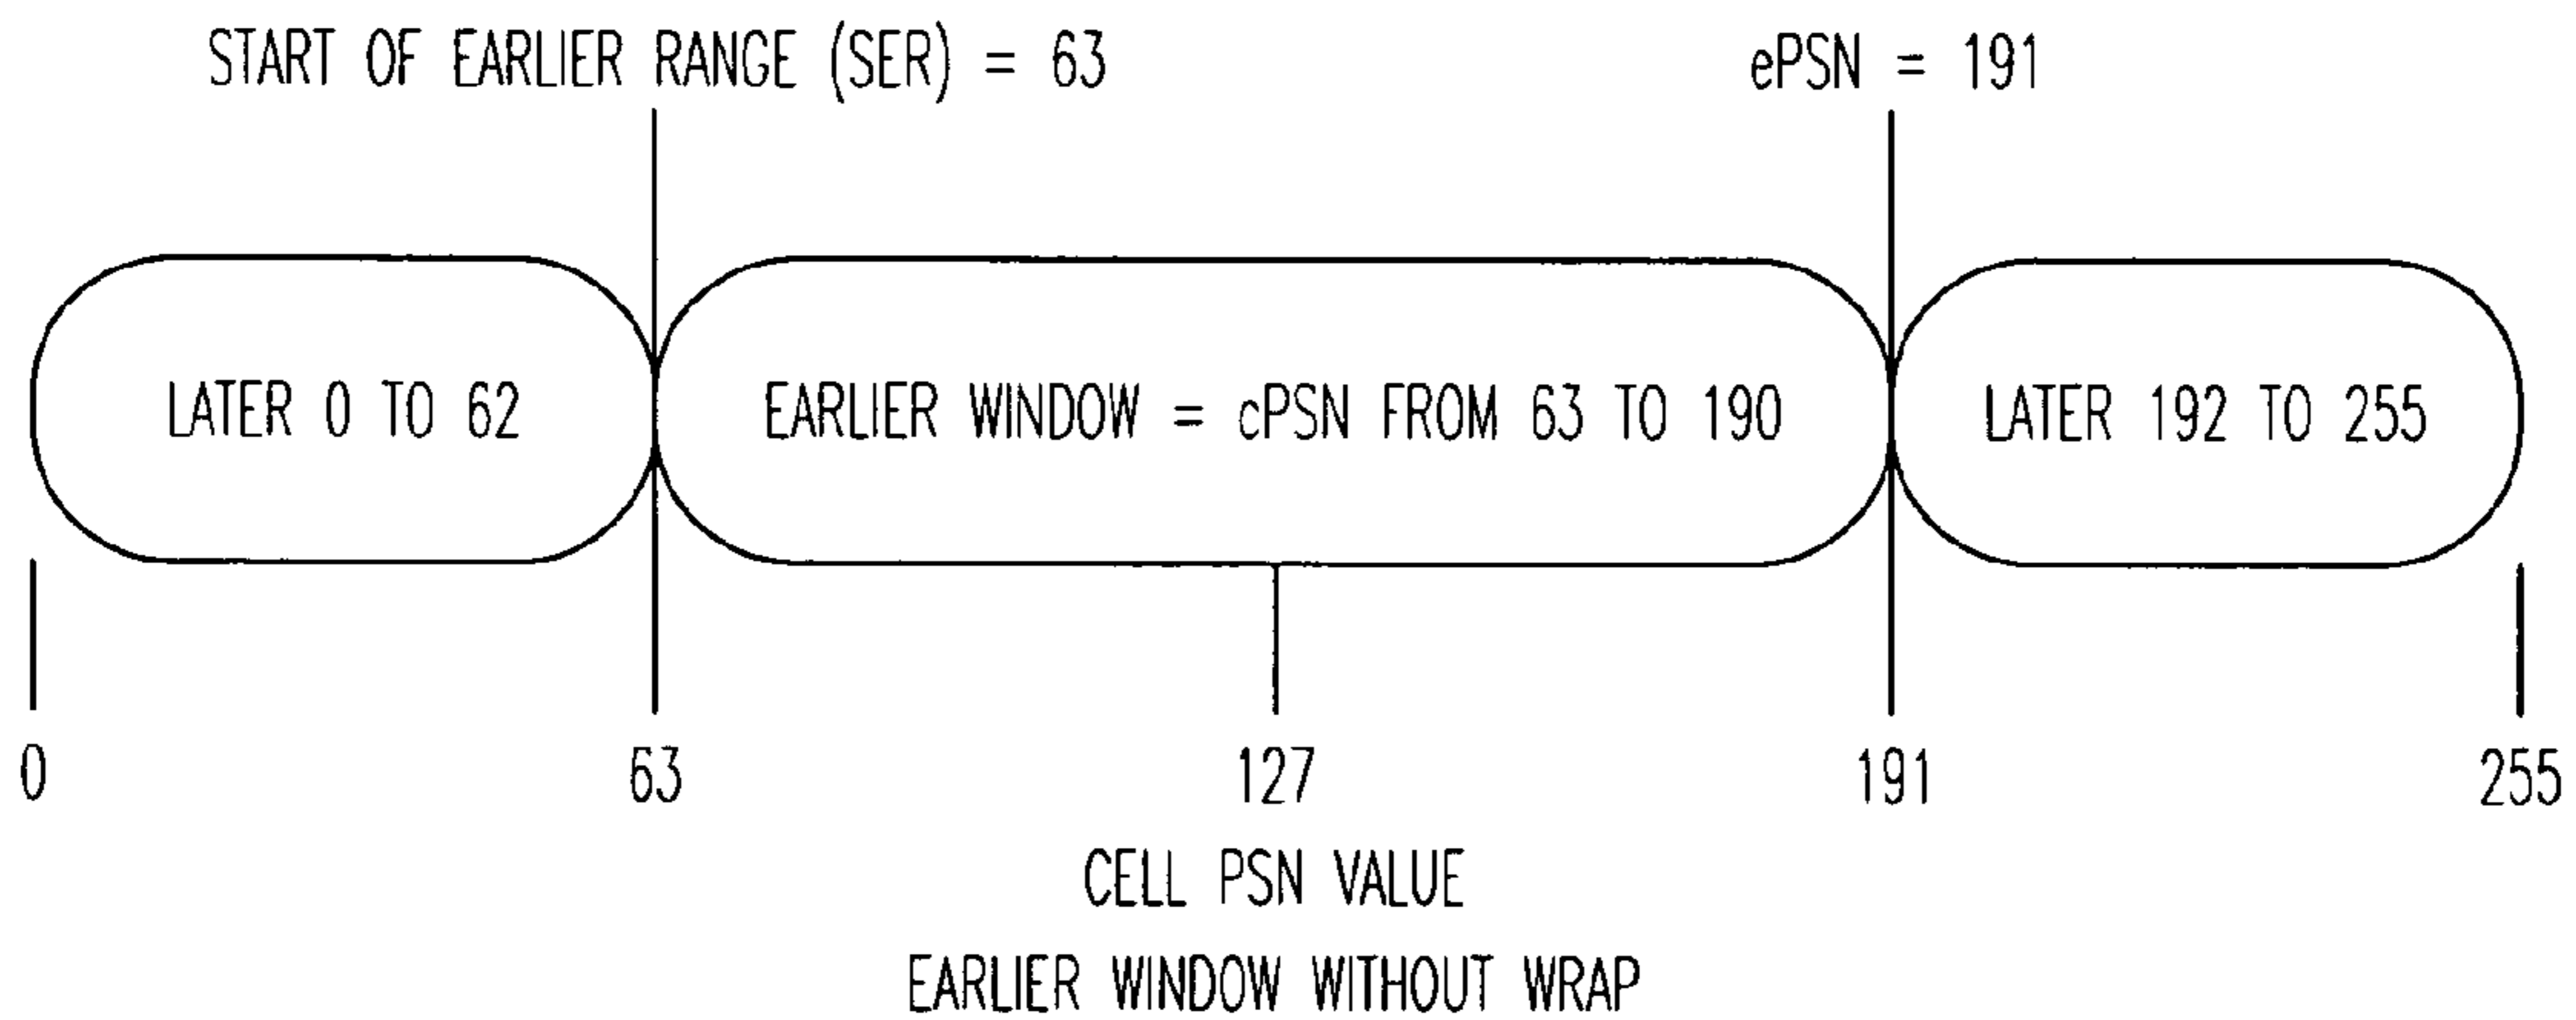 START OF EARLIER RANGE (SER) = 63
ePSN = 191
LATER 0 TO 62
EARLIER WINDOW = cPSN FROM 63 TO 190
LATER 192 TO 255
0
63
127
191
255
CELL PSN VALUE
EARLIER WINDOW WITHOUT WRAP